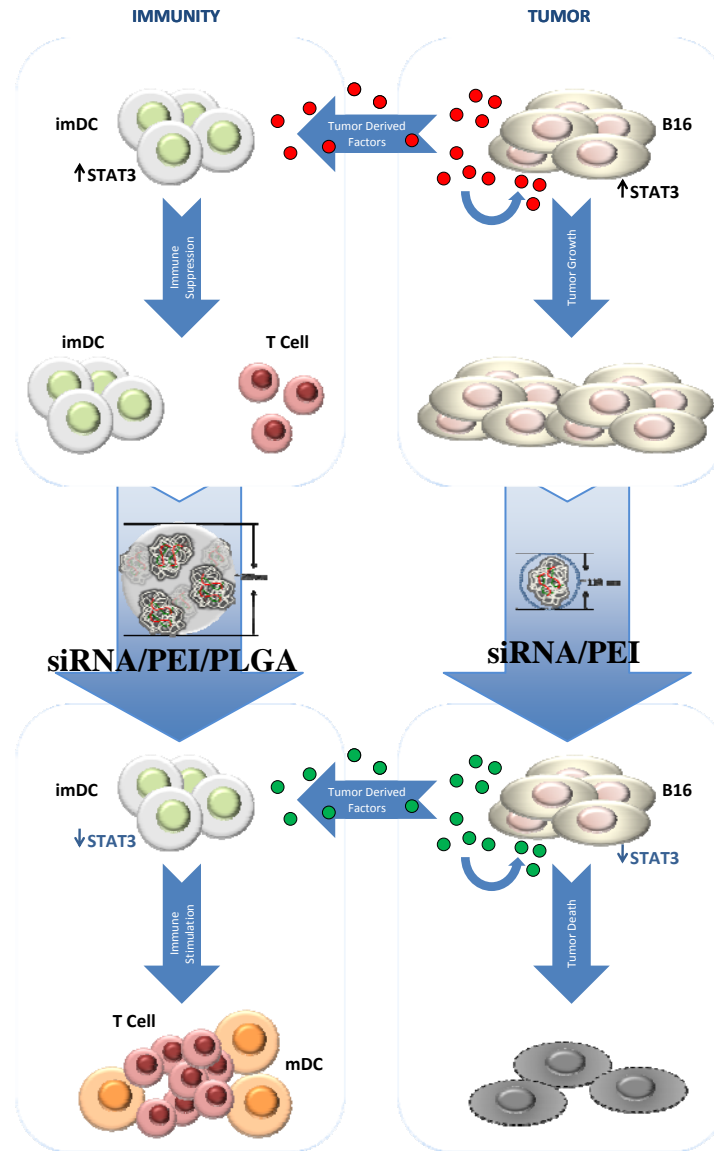 IMMUNITY
TUMOR
imDC
Tumor Derived
Factors
B16
↑STAT3
↑STAT3
Immune
Suppression
Tumor Growth
imDC
T Cell
siRNA/PEI/PLGA
siRNA/PEI
imDC
Tumor Derived
Factors
B16
↓STAT3
↓STAT3
Immune
Stimulation
Tumor Death
T Cell
mDC